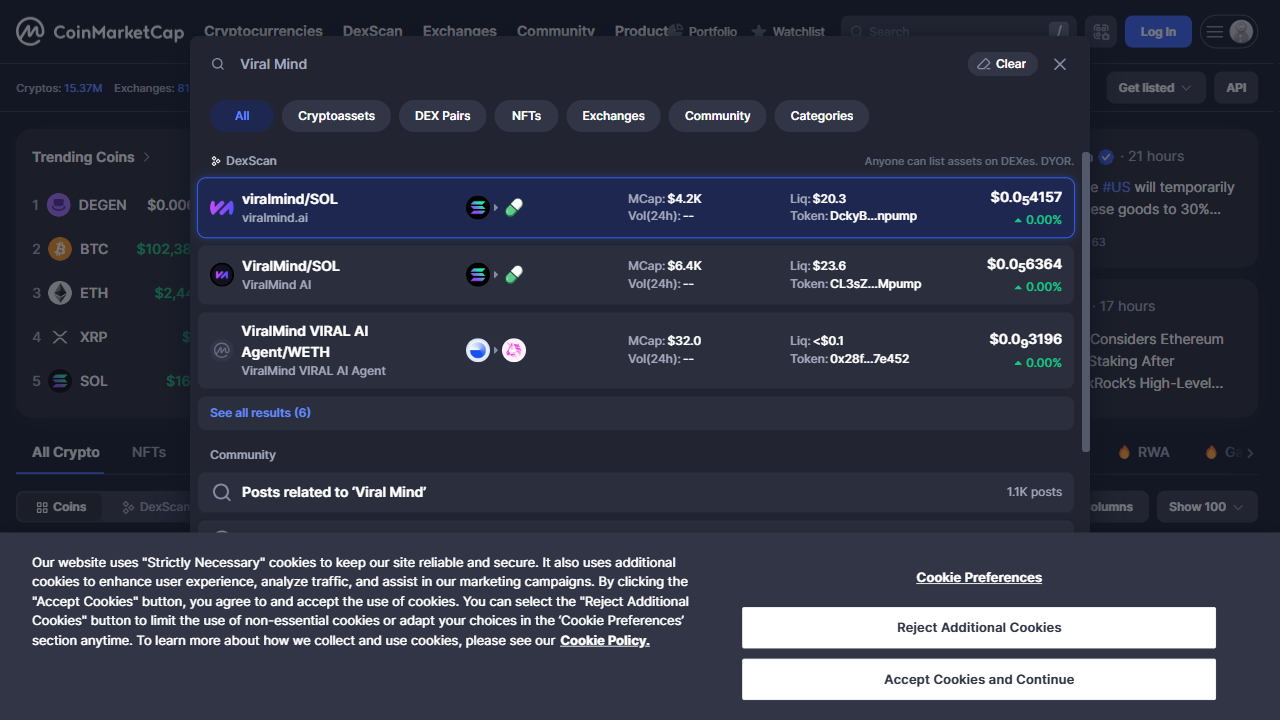 CoinMarketCap
Cryptocurrencies DexScan Exchanges Community Product
Portfolio Watchlist Search / Log In
Cryptos: 15.37M Exchanges: 81
Get listed API
Viral Mind Clear
All Cryptoassets DEX Pairs NFTs Exchanges Community Categories
Trending Coins
1 DEGEN $0.006
2 BTC $102,38
3 ETH $2,44
4 XRP $
5 SOL $16
DexScan Anyone can list assets on DEXes. DYOR.
viralmind/SOL
viralmind.ai
MCap: $4.2K
Vol(24h): --
Liq: $20.3
Token: DckyB...npump
$0.0₅4157
0.00%
ViralMind/SOL
ViralMind AI
MCap: $6.4K
Vol(24h): --
Liq: $23.6
Token: CL3sZ...Mpump
$0.0₅6364
0.00%
ViralMind VIRAL AI
Agent/WETH
ViralMind VIRAL AI Agent
MCap: $32.0
Vol(24h): --
Liq: <$0.1
Token: 0x28f...7e452
$0.0₉3196
0.00%
See all results (6)
Community
Posts related to ‘Viral Mind’ 1.1K posts
· 21 hours
#US will temporarily
ese goods to 30%...
63
· 17 hours
Considers Ethereum
Staking After
Rock's High-Level...
All Crypto NFTs
RWA
Coins DexScan
olumns Show 100
Our website uses "Strictly Necessary" cookies to keep our site reliable and secure. It also uses additional
cookies to enhance user experience, analyze traffic, and assist in our marketing campaigns. By clicking the
"Accept Cookies" button, you agree to and accept the use of cookies. You can select the "Reject Additional
Cookies" button to limit the use of non-essential cookies or adapt your choices in the ‘Cookie Preferences’
section anytime. To learn more about how we collect and use cookies, please see our Cookie Policy.
Cookie Preferences
Reject Additional Cookies
Accept Cookies and Continue